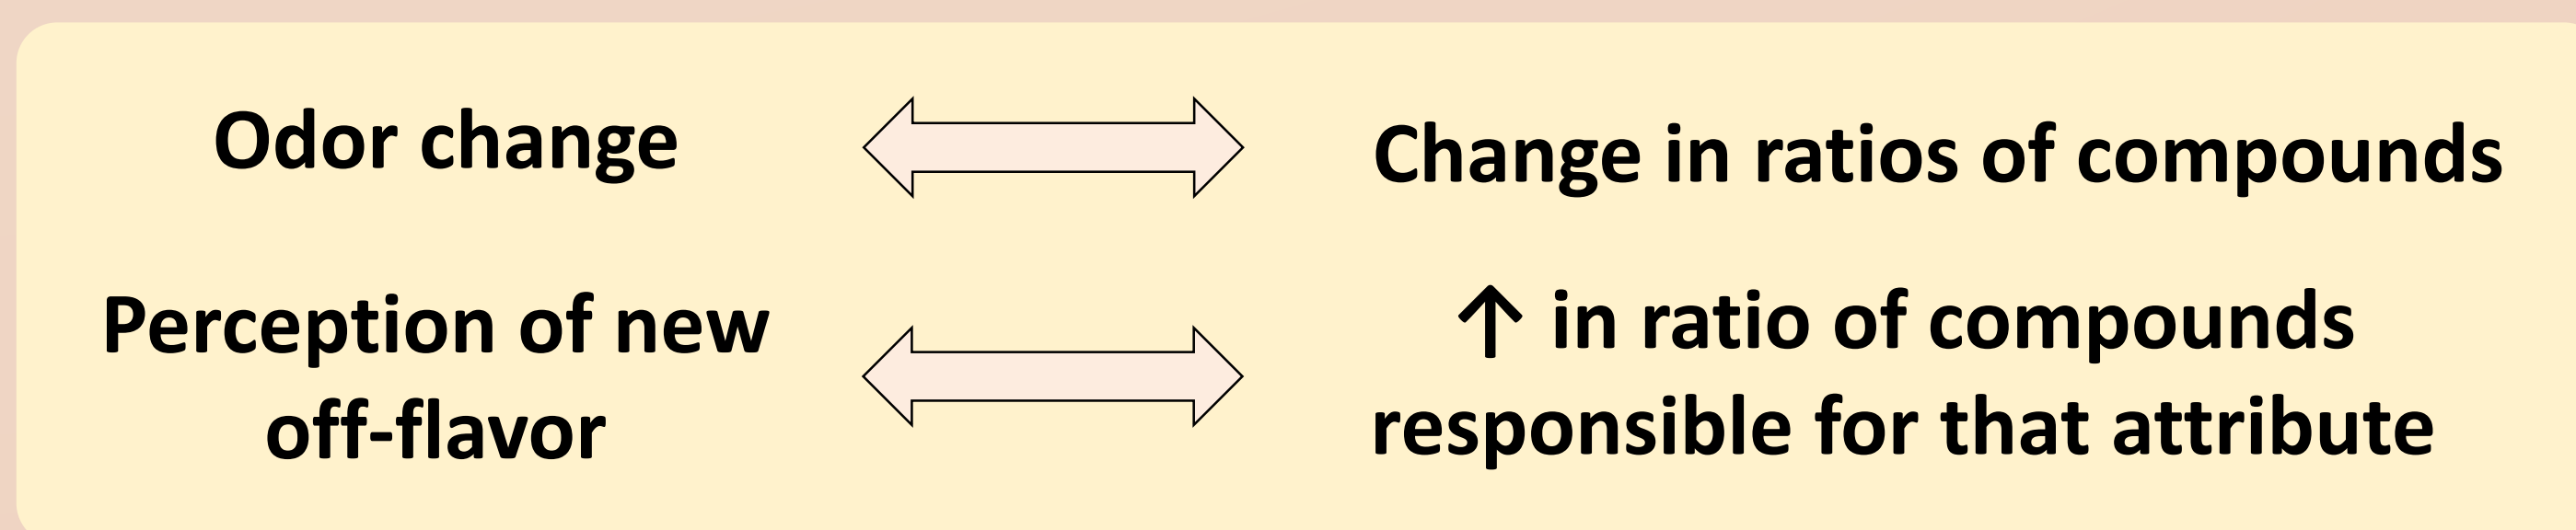 Odor change
Change in ratios of compounds
Perception of new
off-flavor
↑ in ratio of compounds
responsible for that attribute